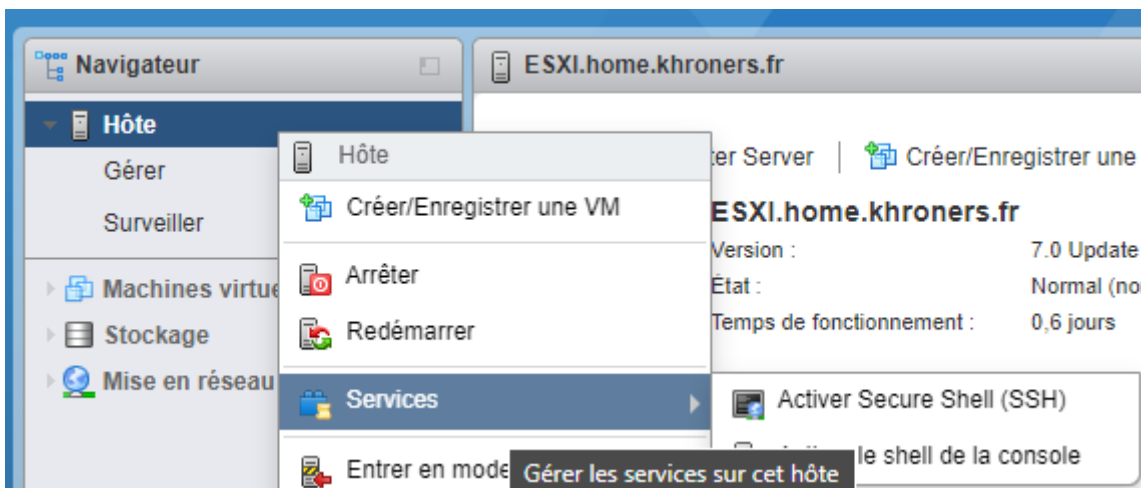 Navigateur
ESXI.home.khroners.fr
Hôte
Gérer
Surveiller
Machines
Stockage
Mise en réseau
Hôte
Créer/Enregistrer une VM
Arrêter
Redémarrer
Services
Entrer en mode
Server
Créer/Enregistrer une
ESXI.home.khroners.fr
Version :
7.0 Update
État :
Normal
Temps de fonctionnement :
0,6 jours
Activer Secure Shell (SSH)
le shell de la console
Gérer les services sur cet hôte